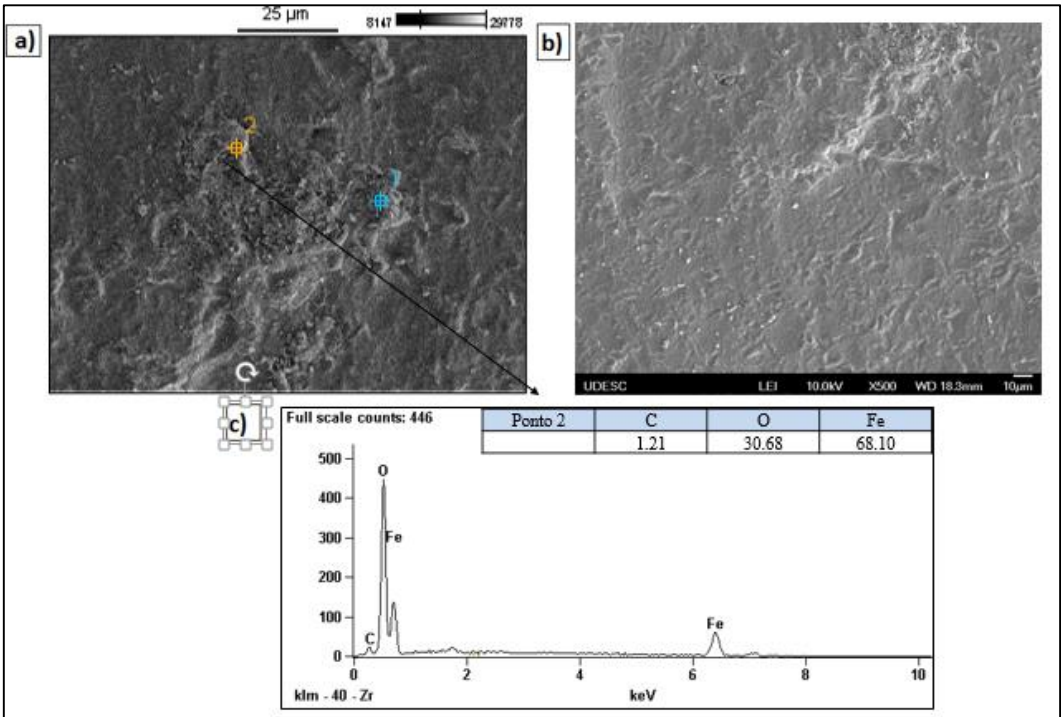 a)
25 µm
8147 29778
2
1
b)
UDESC LEI 10.0kV X500 WD 18.3mm 10µm
c)
Full scale counts: 446
Ponto 2 C O Fe
1.21 30.68 68.10
500
400
300
200
100
0
O
Fe
C
Fe
0 2 4 6 8 10
klm - 40 - Zr keV